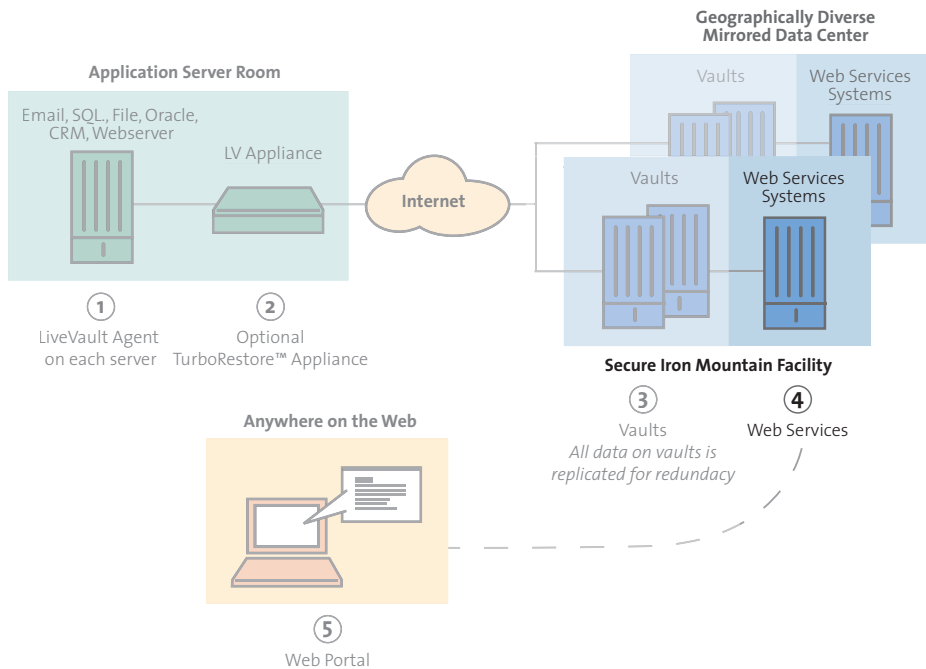 Geographically Diverse
Mirrored Data Center
Application Server Room
Vaults
Web Services
Systems
Email, SQL., File, Oracle,
CRM, Webserver
LV Appliance
Internet
Vaults
Web Services
Systems
1
LiveVault Agent
on each server
2
Optional
TurboRestore™ Appliance
Secure Iron Mountain Facility
3
Vaults
All data on vaults is
replicated for redundancy
4
Web Services
Anywhere on the Web
5
Web Portal